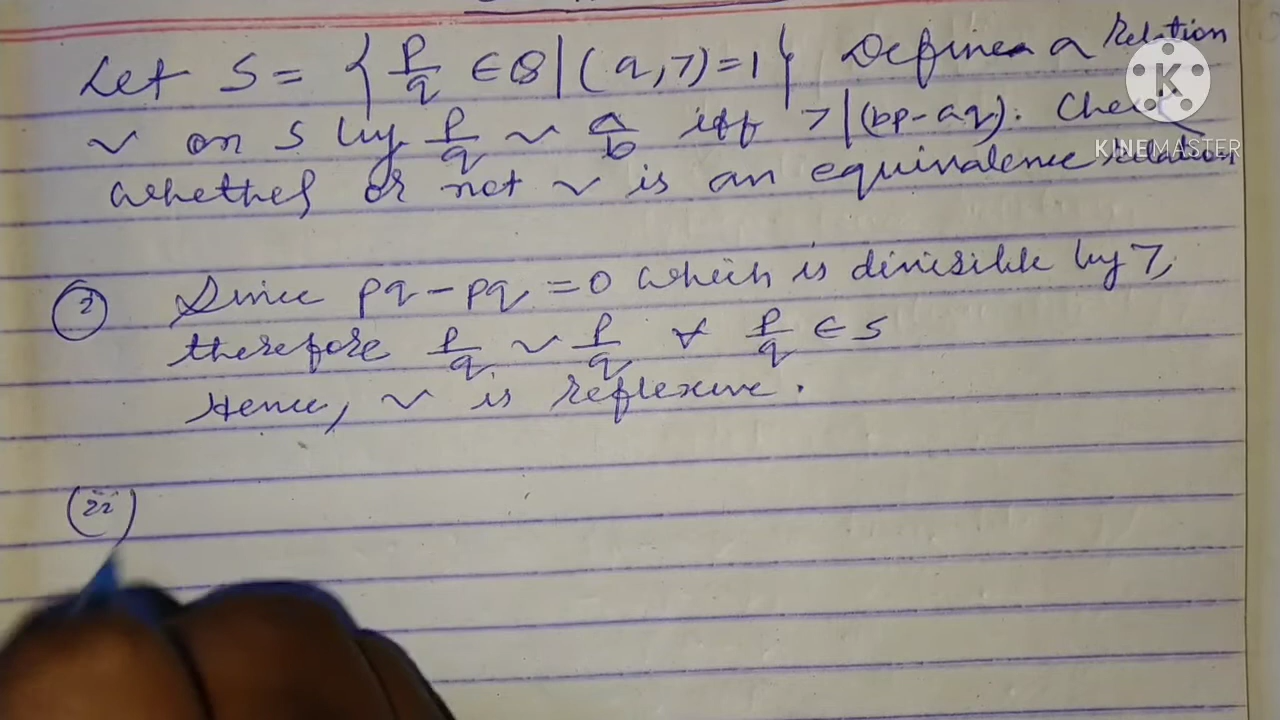 Let S = { p/q ∈ Q | (q,7)=1 } Define a relation
~ on S by p/q ~ a/b iff 7|(bp-aq). Check
whether or not ~ is an equivalence relation
K
KINEMASTER
(i) Since pq-pq=0 which is divisible by 7,
therefore p/q ~ p/q ∀ p/q ∈ S
Hence, ~ is reflexive.
(ii)